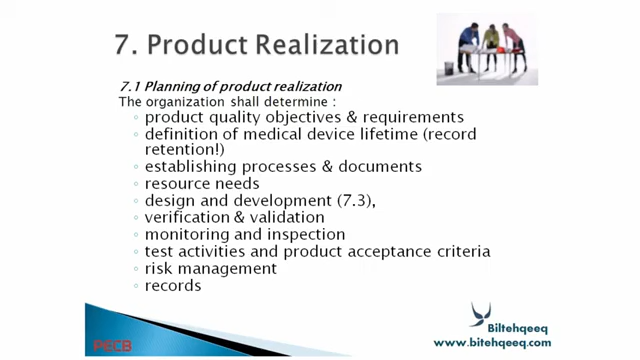 7. Product Realization
7.1 Planning of product realization
The organization shall determine :
◦ product quality objectives & requirements
◦ definition of medical device lifetime (record
retention!)
◦ establishing processes & documents
◦ resource needs
◦ design and development (7.3),
◦ verification & validation
◦ monitoring and inspection
◦ test activities and product acceptance criteria
◦ risk management
◦ records
PECB
Biltehqeeq
www.bitehqeeq.com